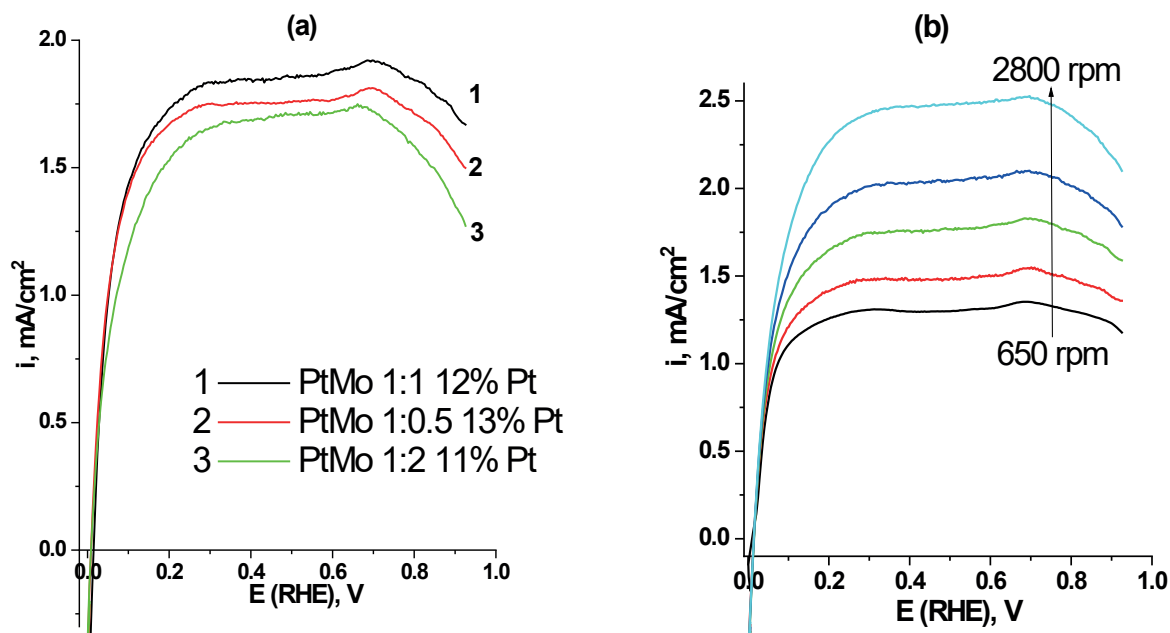 (a)
2.0
1.5
1.0
0.5
0.0
i, mA/cm²
1
2
3
1 PtMo 1:1 12% Pt
2 PtMo 1:0.5 13% Pt
3 PtMo 1:2 11% Pt
0.0 0.2 0.4 0.6 0.8 1.0
E (RHE), V
(b)
2800 rpm
2.5
2.0
1.5
1.0
0.5
0.0
i, mA/cm²
650 rpm
0.0 0.2 0.4 0.6 0.8 1.0
E (RHE), V